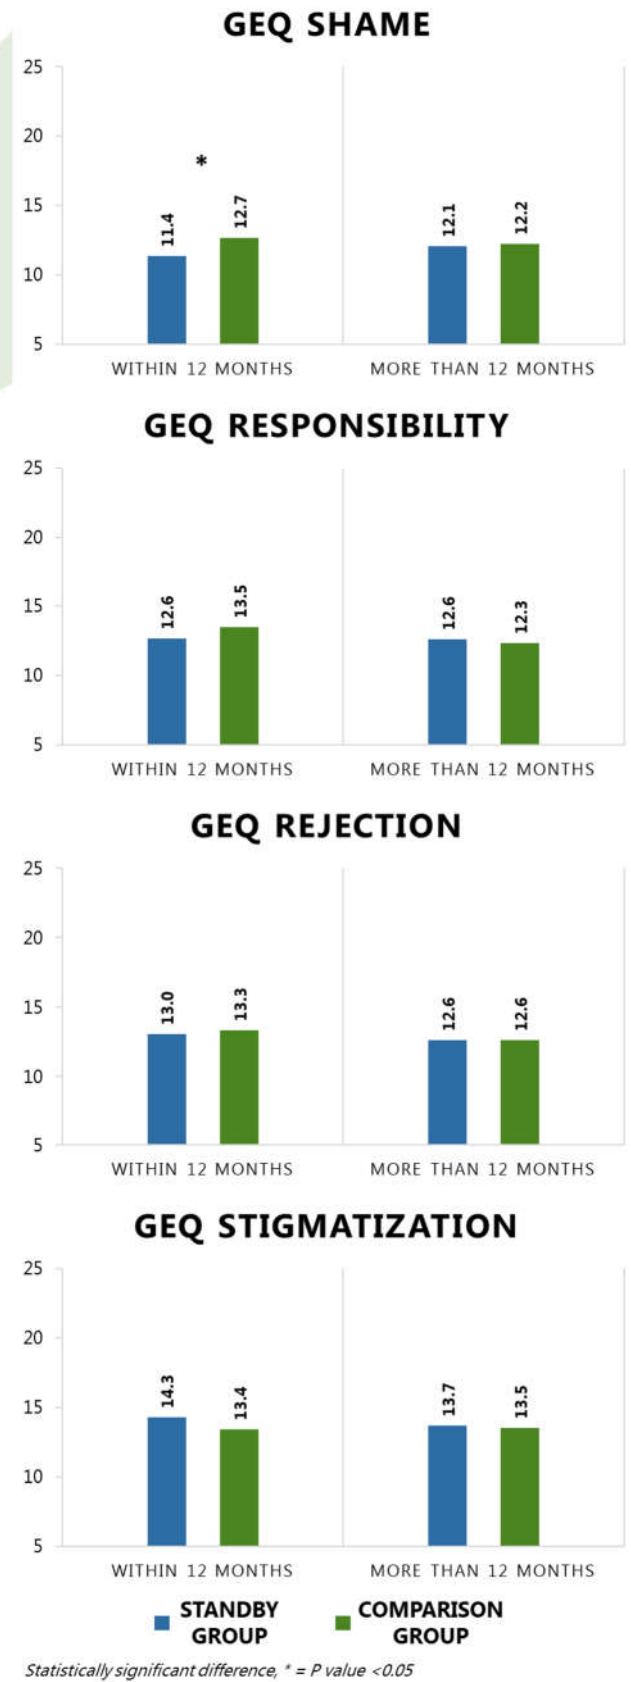 GEQ SHAME
25
20
15
10
5
*
11.4
12.7
12.1
12.2
WITHIN 12 MONTHS
MORE THAN 12 MONTHS
GEQ RESPONSIBILITY
25
20
15
10
5
12.6
13.5
12.6
12.3
WITHIN 12 MONTHS
MORE THAN 12 MONTHS
GEQ REJECTION
25
20
15
10
5
13.0
13.3
12.6
12.6
WITHIN 12 MONTHS
MORE THAN 12 MONTHS
GEQ STIGMATIZATION
25
20
15
10
5
14.3
13.4
13.7
13.5
WITHIN 12 MONTHS
MORE THAN 12 MONTHS
STANDBY
GROUP
COMPARISON
GROUP
Statistically significant difference, * = P value <0.05